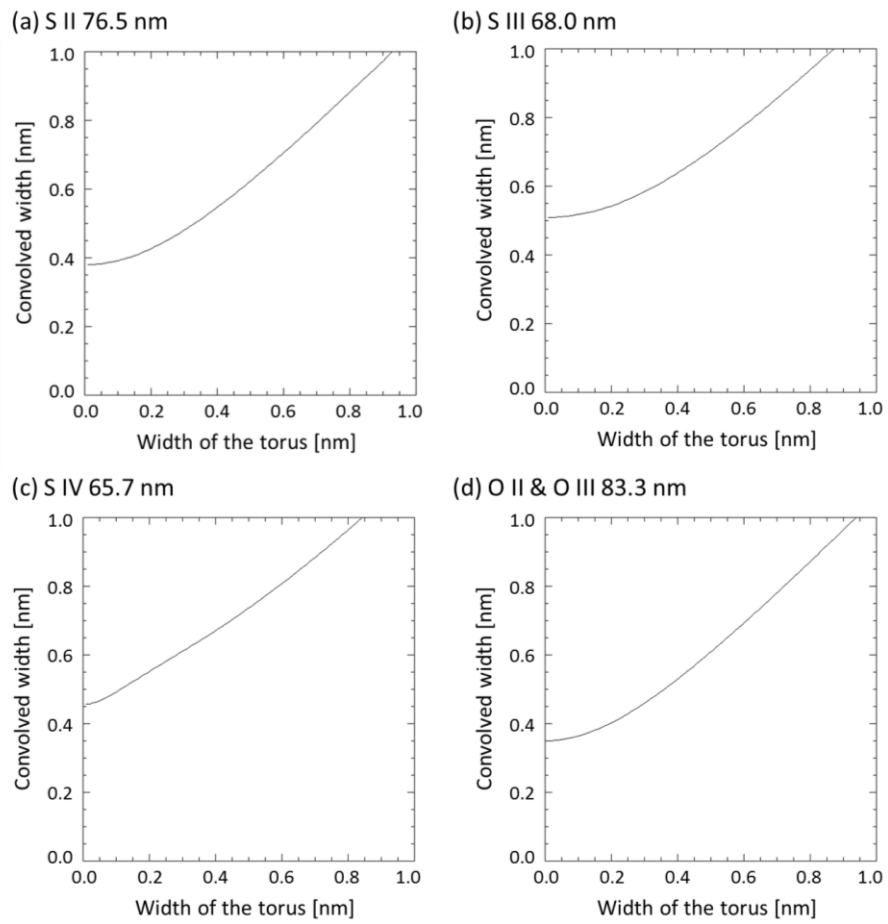 (a) S II 76.5 nm
Convolved width [nm]
1.0
0.8
0.6
0.4
0.2
0.0
0.0 0.2 0.4 0.6 0.8 1.0
Width of the torus [nm]
(b) S III 68.0 nm
Convolved width [nm]
1.0
0.8
0.6
0.4
0.2
0.0
0.0 0.2 0.4 0.6 0.8 1.0
Width of the torus [nm]
(c) S IV 65.7 nm
Convolved width [nm]
1.0
0.8
0.6
0.4
0.2
0.0
0.0 0.2 0.4 0.6 0.8 1.0
Width of the torus [nm]
(d) O II & O III 83.3 nm
Convolved width [nm]
1.0
0.8
0.6
0.4
0.2
0.0
0.0 0.2 0.4 0.6 0.8 1.0
Width of the torus [nm]